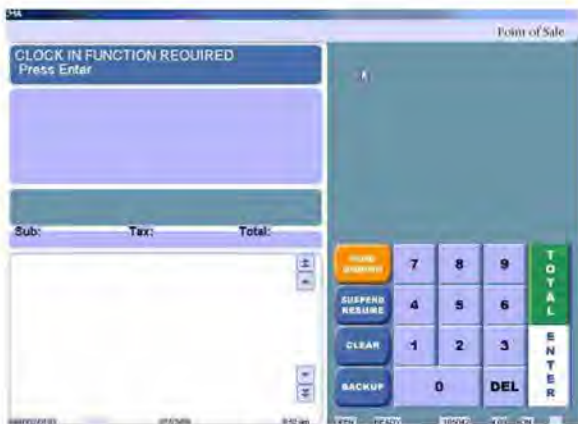 Point of Sale
CLOCK IN FUNCTION REQUIRED
Press Enter
Sub: Tax: Total:
7 8 9 TOTAL
SUSPEND RESUME 4 5 6
CLEAR 1 2 3 ENTER
BACKUP 0 DEL